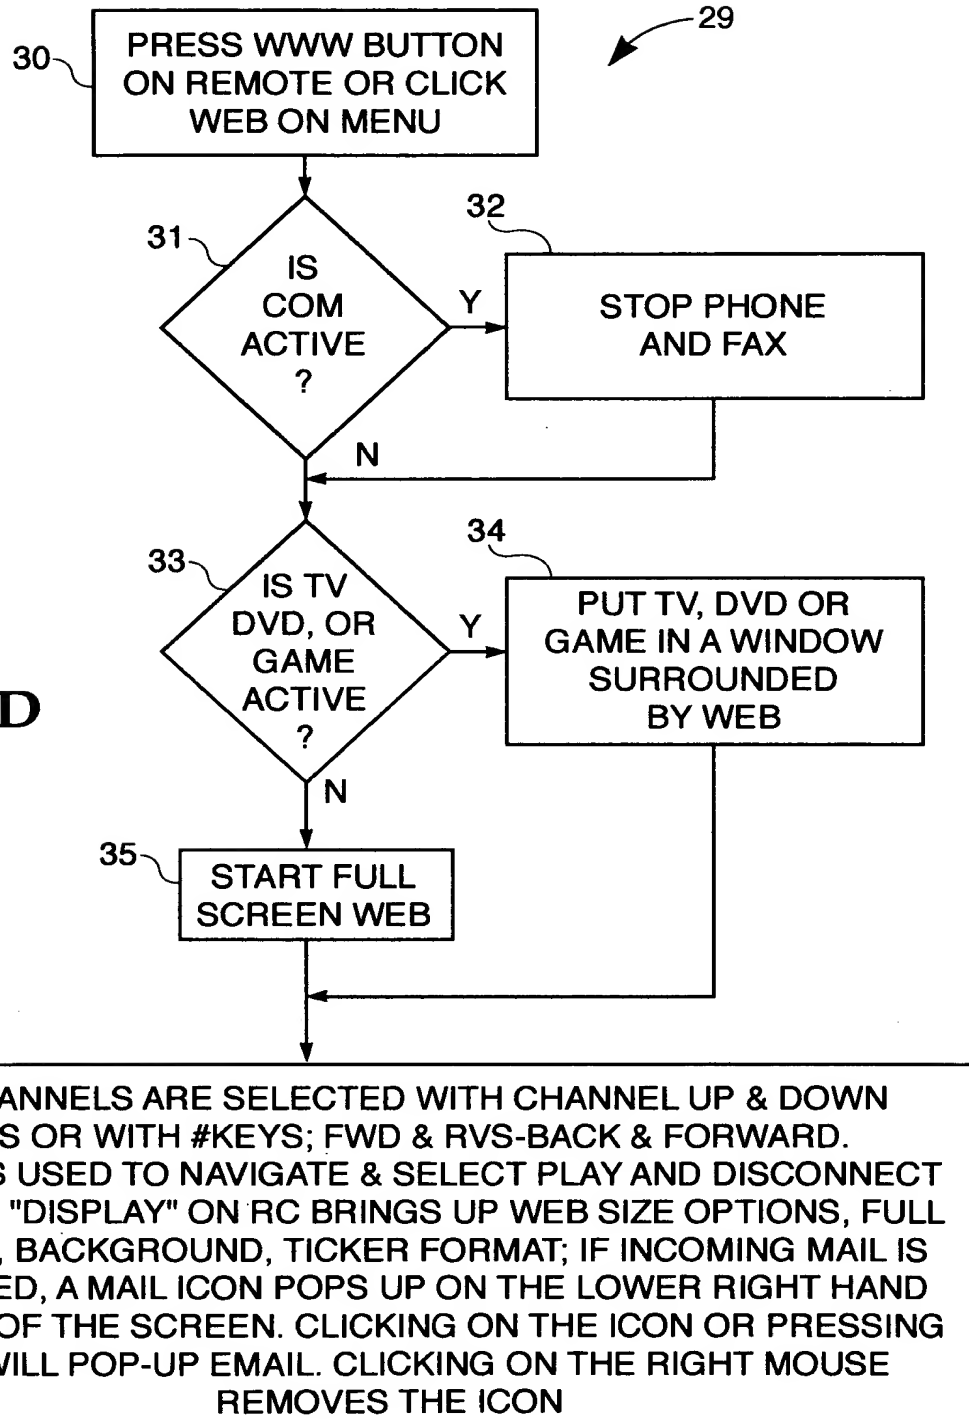 29
30
PRESS WWW BUTTON
ON REMOTE OR CLICK
WEB ON MENU
31
IS
COM
ACTIVE
?
Y
32
STOP PHONE
AND FAX
N
33
IS TV
DVD, OR
GAME
ACTIVE
?
Y
34
PUT TV, DVD OR
GAME IN A WINDOW
SURROUNDED
BY WEB
D
N
35
START FULL
SCREEN WEB
ANNELS ARE SELECTED WITH CHANNEL UP & DOWN
S OR WITH #KEYS; FWD & RVS-BACK & FORWARD.
S USED TO NAVIGATE & SELECT PLAY AND DISCONNECT
"DISPLAY" ON RC BRINGS UP WEB SIZE OPTIONS, FULL
, BACKGROUND, TICKER FORMAT; IF INCOMING MAIL IS
ED, A MAIL ICON POPS UP ON THE LOWER RIGHT HAND
OF THE SCREEN. CLICKING ON THE ICON OR PRESSING
WILL POP-UP EMAIL. CLICKING ON THE RIGHT MOUSE
REMOVES THE ICON